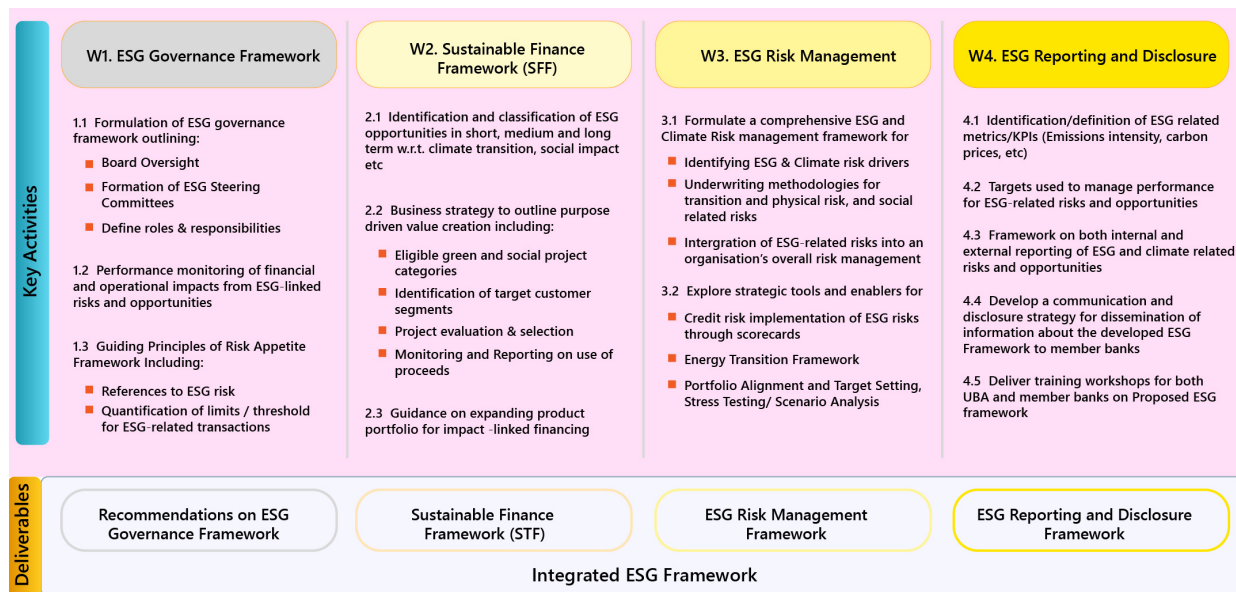 Key Activities
W1. ESG Governance Framework
1.1 Formulation of ESG governance
framework outlining:
Board Oversight
Formation of ESG Steering
Committees
Define roles & responsibilities
1.2 Performance monitoring of financial
and operational impacts from ESG-linked
risks and opportunities
1.3 Guiding Principles of Risk Appetite
Framework Including:
References to ESG risk
Quantification of limits / threshold
for ESG-related transactions
W2. Sustainable Finance
Framework (SFF)
2.1 Identification and classification of ESG
opportunities in short, medium and long
term w.r.t. climate transition, social impact
etc
2.2 Business strategy to outline purpose
driven value creation including:
Eligible green and social project
categories
Identification of target customer
segments
Project evaluation & selection
Monitoring and Reporting on use of
proceeds
2.3 Guidance on expanding product
portfolio for impact -linked financing
W3. ESG Risk Management
3.1 Formulate a comprehensive ESG and
Climate Risk management framework for
Identifying ESG & Climate risk drivers
Underwriting methodologies for
transition and physical risk, and social
related risks
Intergration of ESG-related risks into an
organisation's overall risk management
3.2 Explore strategic tools and enablers for
Credit risk implementation of ESG risks
through scorecards
Energy Transition Framework
Portfolio Alignment and Target Setting,
Stress Testing/ Scenario Analysis
W4. ESG Reporting and Disclosure
4.1 Identification/definition of ESG related
metrics/KPIs (Emissions intensity, carbon
prices, etc)
4.2 Targets used to manage performance
for ESG-related risks and opportunities
4.3 Framework on both internal and
external reporting of ESG and climate related
risks and opportunities
4.4 Develop a communication and
disclosure strategy for dissemination of
information about the developed ESG
Framework to member banks
4.5 Deliver training workshops for both
UBA and member banks on Proposed ESG
framework
Deliverables
Recommendations on ESG
Governance Framework
Sustainable Finance
Framework (STF)
ESG Risk Management
Framework
ESG Reporting and Disclosure
Framework
Integrated ESG Framework